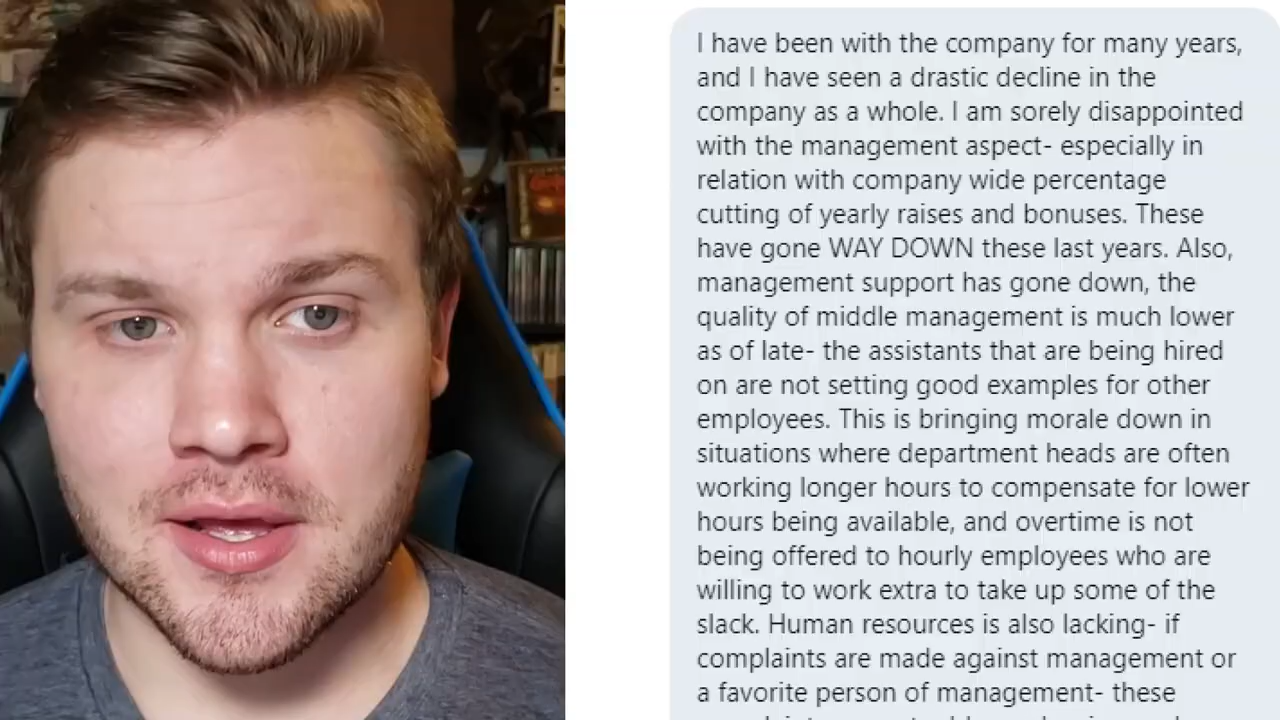 I have been with the company for many years,
and I have seen a drastic decline in the
company as a whole. I am sorely disappointed
with the management aspect- especially in
relation with company wide percentage
cutting of yearly raises and bonuses. These
have gone WAY DOWN these last years. Also,
management support has gone down, the
quality of middle management is much lower
as of late- the assistants that are being hired
on are not setting good examples for other
employees. This is bringing morale down in
situations where department heads are often
working longer hours to compensate for lower
hours being available, and overtime is not
being offered to hourly employees who are
willing to work extra to take up some of the
slack. Human resources is also lacking- if
complaints are made against management or
a favorite person of management- these